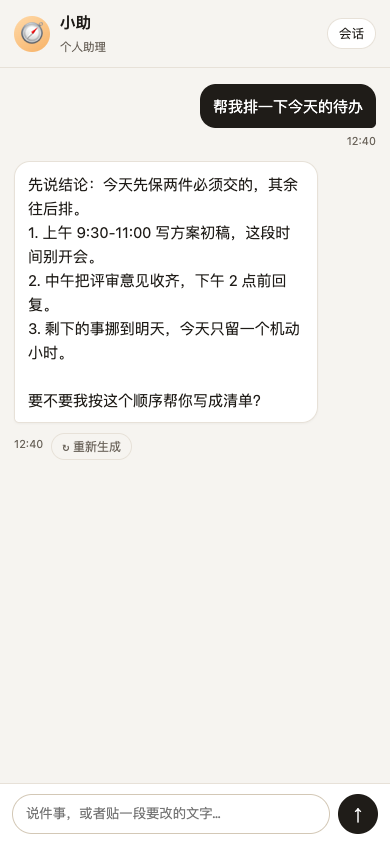 小助
个人助理
会话
帮我排一下今天的待办
12:40
先说结论：今天先保两件必须交的，其余
往后排。
1. 上午 9:30-11:00 写方案初稿，这段时
间别开会。
2. 中午把评审意见收齐，下午 2 点前回
复。
3. 剩下的事挪到明天，今天只留一个机动
小时。
要不要我按这个顺序帮你写成清单?
12:40
↻ 重新生成
说件事，或者贴一段要改的文字…
↑